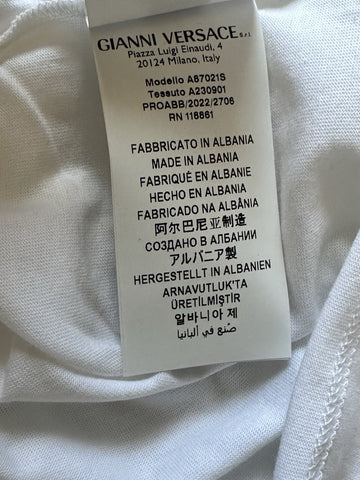 GIANNI VERSACE S.r.l.
Piazza Luigi Einaudi, 4
20124 Milano, Italy
Modello A87021S
Tessuto A230901
PROABB/2022/2706
RN 118861
FABBRICATO IN ALBANIA
MADE IN ALBANIA
FABRIQUÉ EN ALBANIE
HECHO EN ALBANIA
FABRICADO NA ALBÂNIA
阿尔巴尼亚制造
СОЗДАНО В АЛБАНИИ
アルバニア製
HERGESTELLT IN ALBANIEN
ARNAVUTLUK'TA
ÜRETİLMİŞTİR
알바니아 제
صنع في ألبانيا